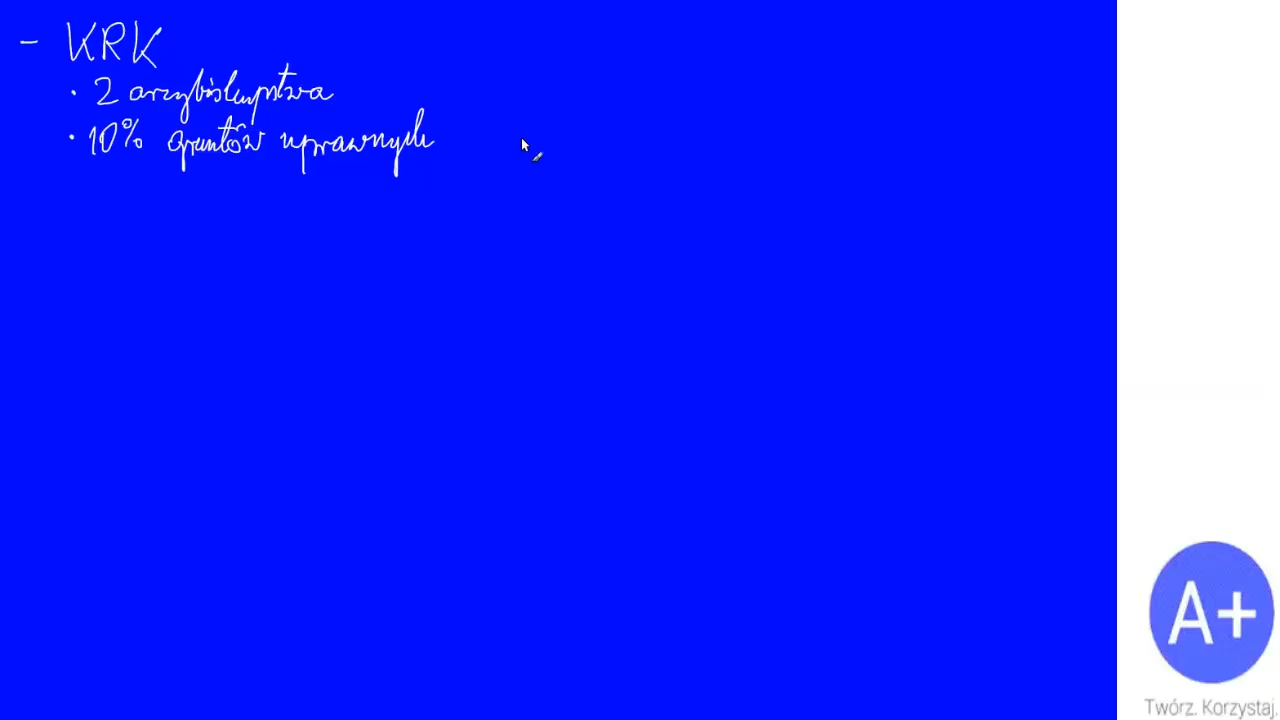 - KRK
• 2 arcybiskupstwa
• 10% gruntów uprawnych
A+
Twórz. Korzystaj.